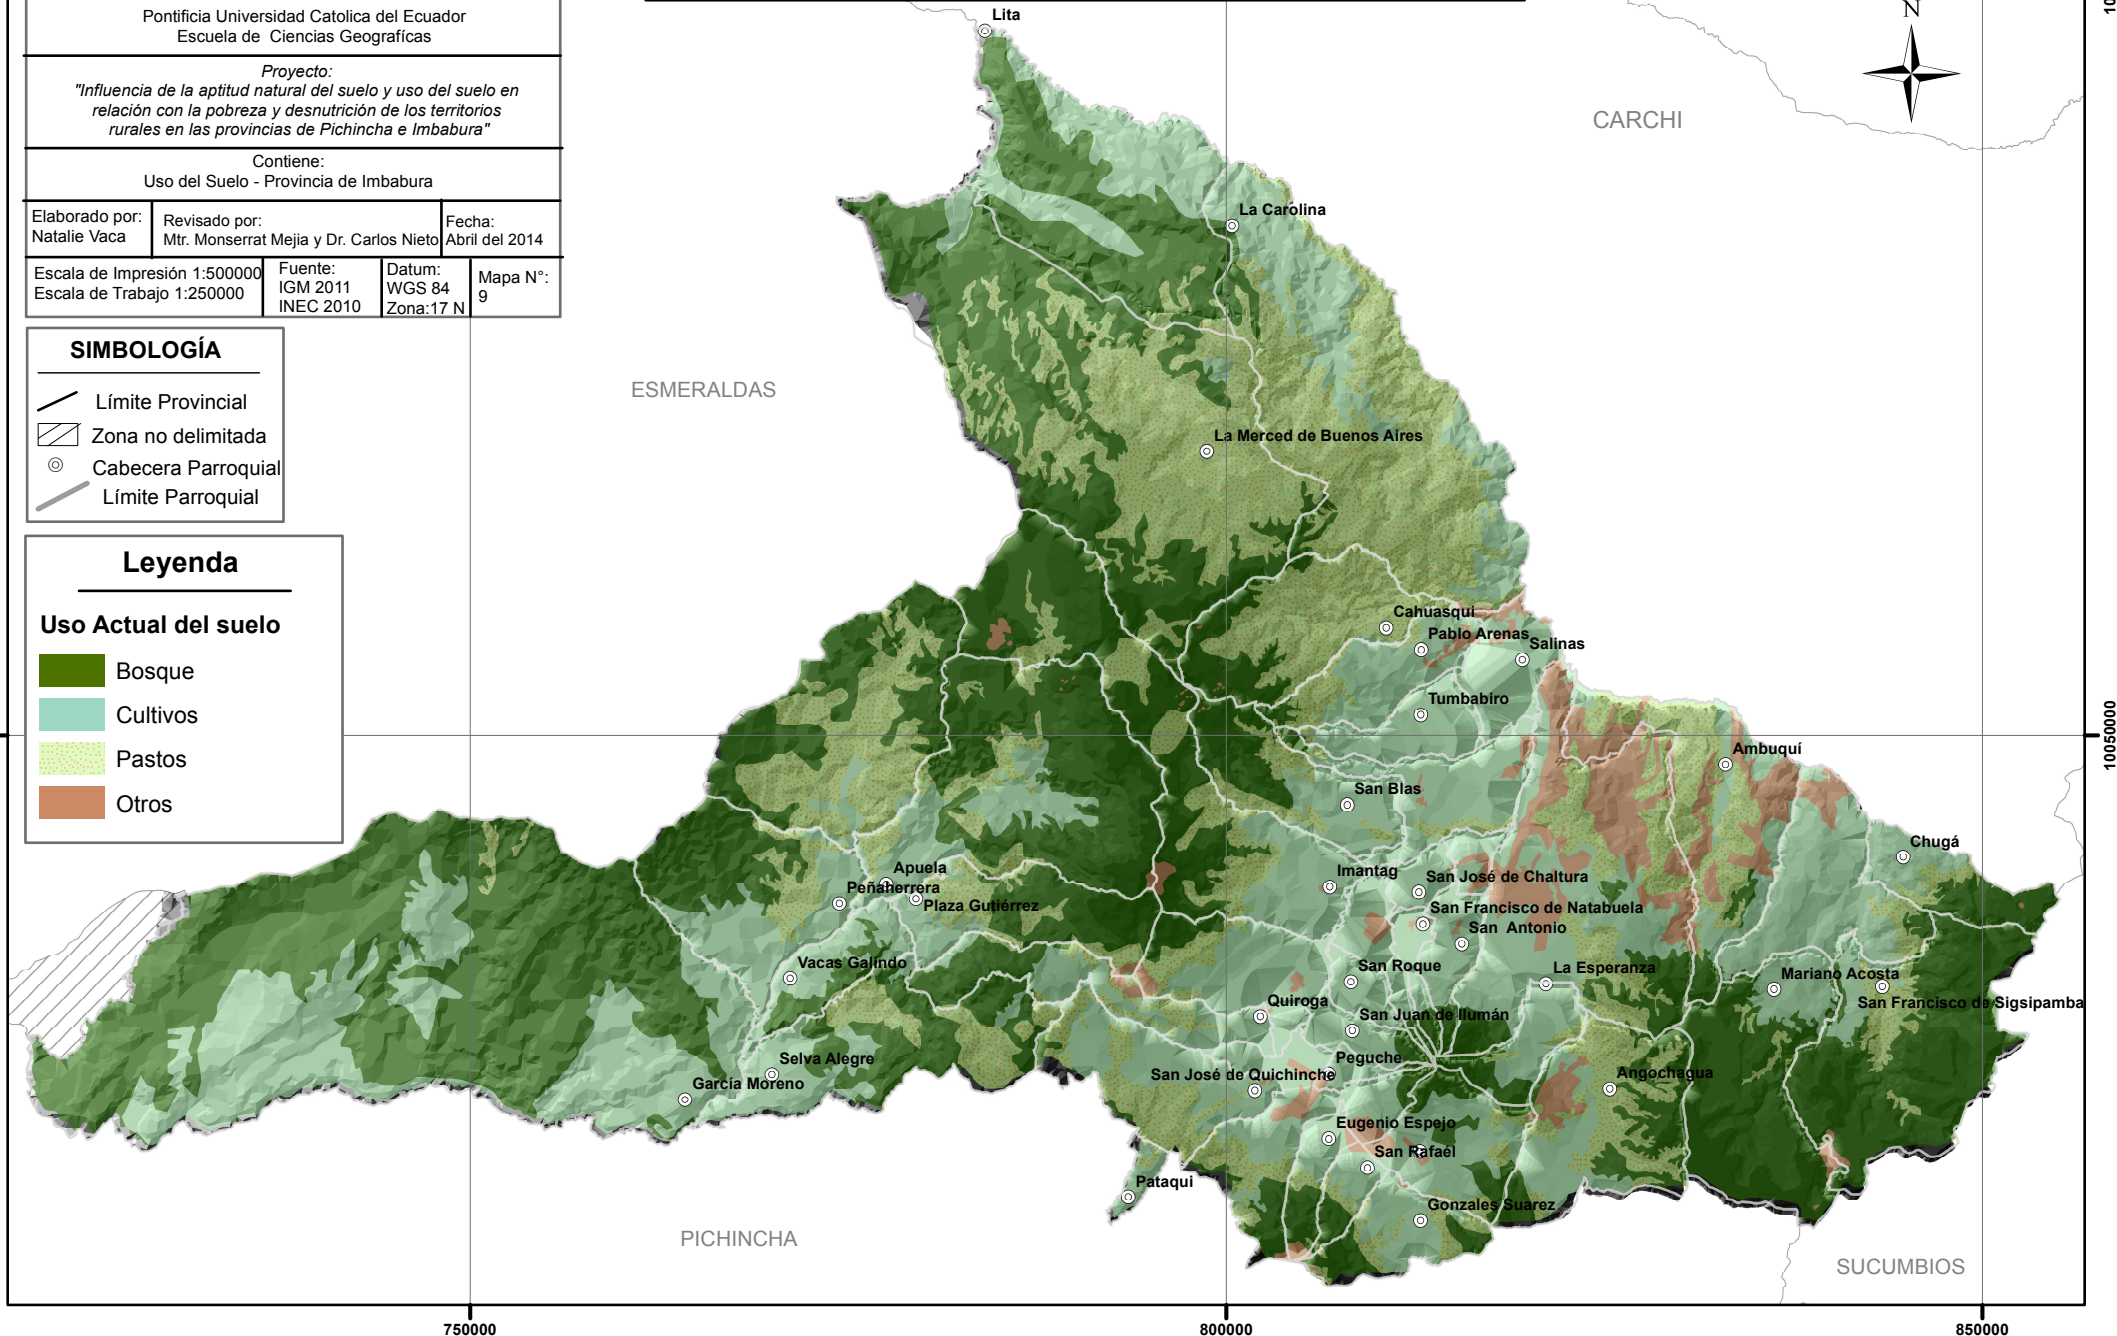 Pontificia Universidad Catolica del Ecuador
Escuela de Ciencias Geografícas
Proyecto:
"Influencia de la aptitud natural del suelo y uso del suelo en
relación con la pobreza y desnutrición de los territorios
rurales en las provincias de Pichincha e Imbabura"
Contiene:
Uso del Suelo - Provincia de Imbabura
Elaborado por:
Natalie Vaca
Revisado por:
Mtr. Monserrat Mejia y Dr. Carlos Nieto
Fecha:
Abril del 2014
Escala de Impresión 1:500000
Escala de Trabajo 1:250000
Fuente:
IGM 2011
INEC 2010
Datum:
WGS 84
Zona:17 N
Mapa N°:
9
SIMBOLOGÍA
Límite Provincial
Zona no delimitada
Cabecera Parroquial
Límite Parroquial
Leyenda
Uso Actual del suelo
Bosque
Cultivos
Pastos
Otros
N
Lita
CARCHI
La Carolina
ESMERALDAS
La Merced de Buenos Aíres
Cahuasqui
Pablo Arenas
Salinas
Tumbabiro
Ambuquí
San Blas
Chugá
Apuela
Imantag
San José de Chaltura
Peñaherrera
Plaza Gutiérrez
San Francisco de Natabuela
San Antonio
Vacas Galindo
San Roque
La Esperanza
Mariano Acosta
Quiroga
San Francisco de Sigsipamba
San Juan de Ilumán
Selva Alegre
Peguche
San José de Quichinche
Angochagua
García Moreno
Eugenio Espejo
San Rafaél
Pataqui
Gonzales Suarez
PICHINCHA
SUCUMBIOS
10050000
750000
800000
850000